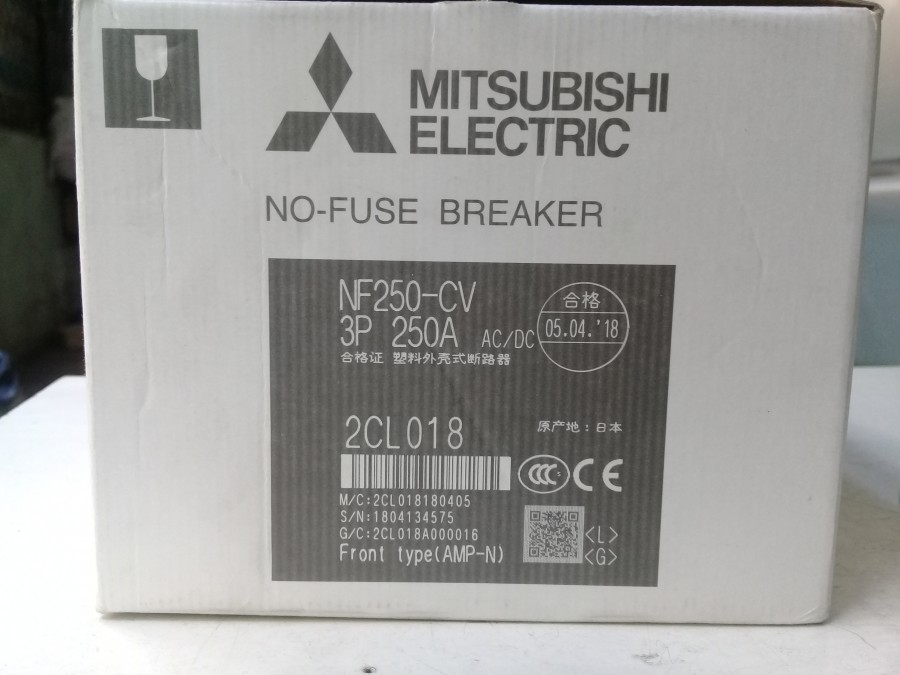 MITSUBISHI
ELECTRIC
NO-FUSE BREAKER
NF250-CV
3P 250A AC/DC
合格
05.04.'18
合格证 塑料外壳式断路器
2CL018
原产地:日本
CCC CE
M/C:2CL018180405
S/N:1804134575
G/C:2CL018A000016
<L>
Front type(AMP-N)
<G>